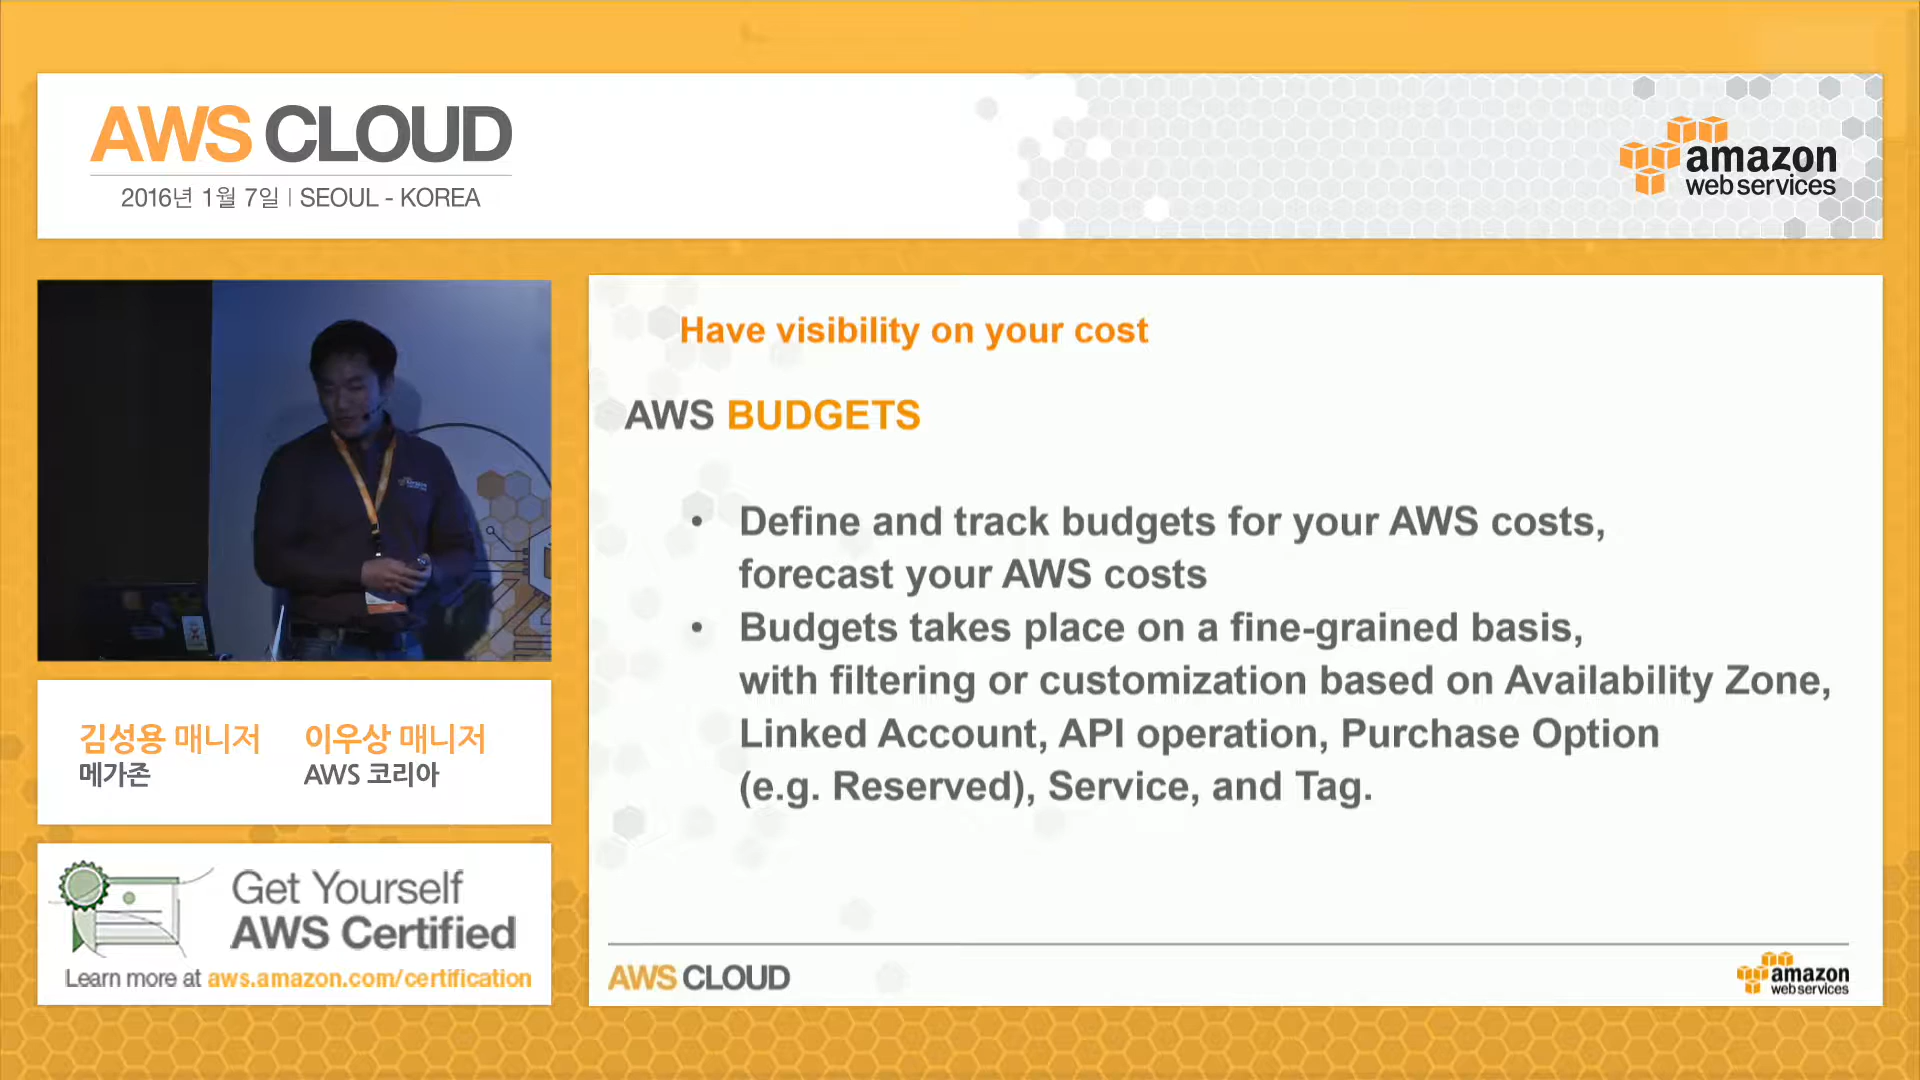 AWS CLOUD
2016년 1월 7일 | SEOUL - KOREA
amazon
web services
Have visibility on your cost
AWS BUDGETS
• Define and track budgets for your AWS costs,
forecast your AWS costs
• Budgets takes place on a fine-grained basis,
with filtering or customization based on Availability Zone,
Linked Account, API operation, Purchase Option
(e.g. Reserved), Service, and Tag.
AWS CLOUD
amazon
web services
amazon
김성용 매니저
메가존
이우상 매니저
AWS 코리아
Get Yourself
AWS Certified
Learn more at aws.amazon.com/certification